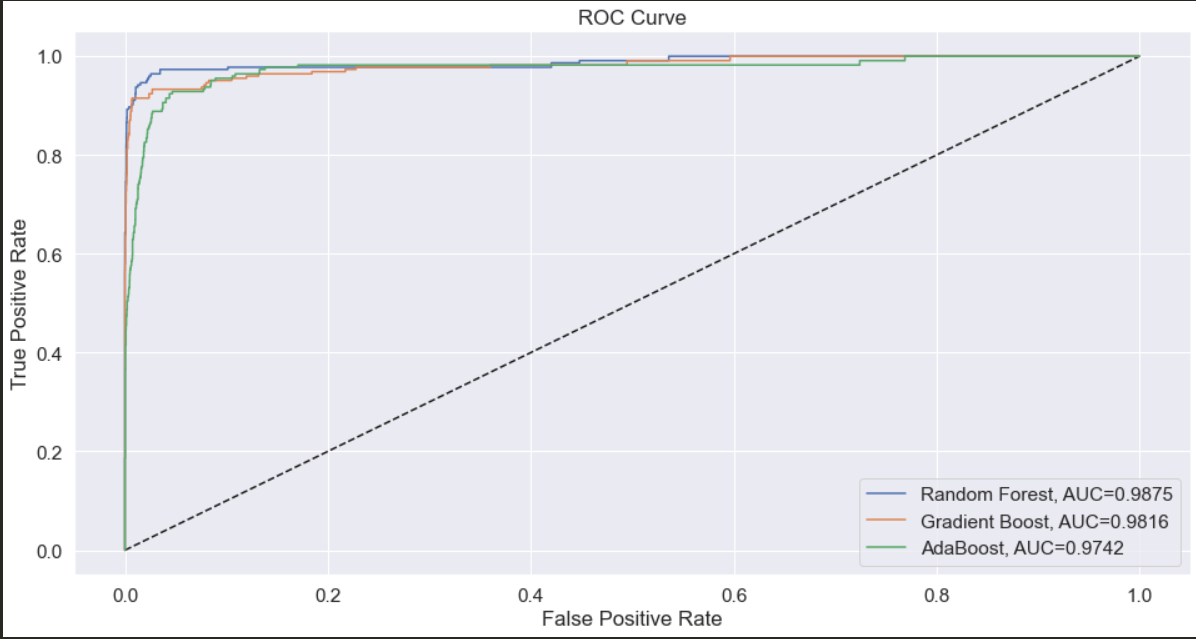 ROC Curve
True Positive Rate
1.0
0.8
0.6
0.4
0.2
0.0
Random Forest, AUC=0.9875
Gradient Boost, AUC=0.9816
AdaBoost, AUC=0.9742
0.0
0.2
0.4
0.6
0.8
1.0
False Positive Rate